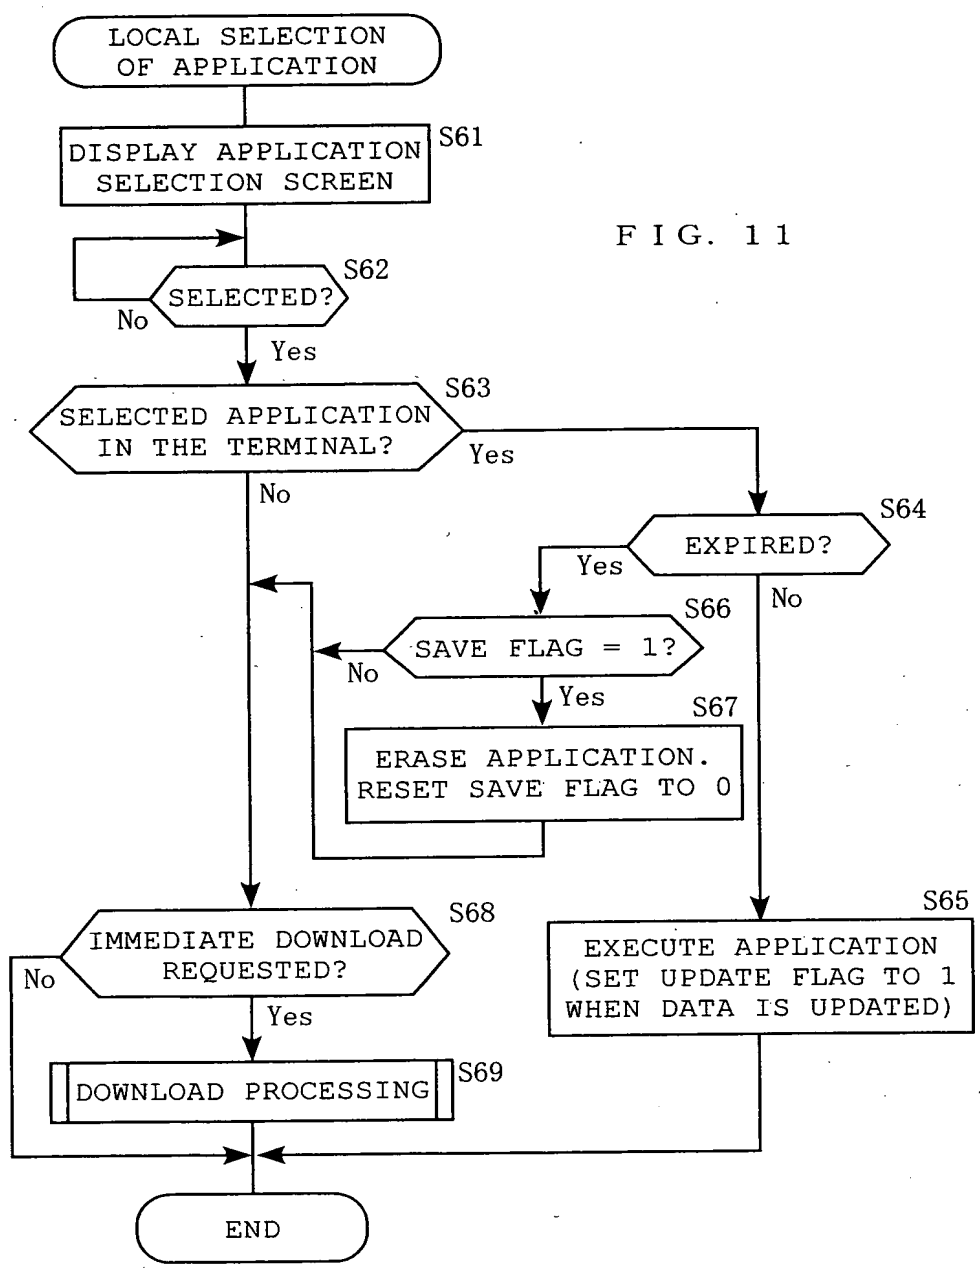 LOCAL SELECTION
OF APPLICATION
S61
DISPLAY APPLICATION
SELECTION SCREEN
FIG. 11
S62
SELECTED?
No
Yes
S63
SELECTED APPLICATION
IN THE TERMINAL?
Yes
No
S64
EXPIRED?
Yes
No
S66
SAVE FLAG = 1?
No
Yes
S67
ERASE APPLICATION.
RESET SAVE FLAG TO 0
S68
IMMEDIATE DOWNLOAD
REQUESTED?
No
Yes
S65
EXECUTE APPLICATION
(SET UPDATE FLAG TO 1
WHEN DATA IS UPDATED)
S69
DOWNLOAD PROCESSING
END